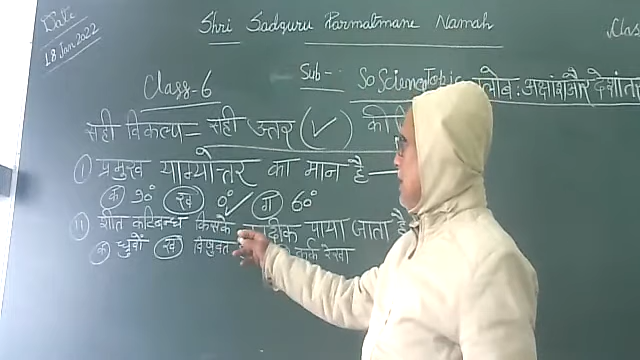 Date
18 Jan 2022
Shri Sadguru Parmatmane Namah
Class-6
Sub-- So Science Topic ग्लोब: अक्षांश और देशांतर
सही विकल्प = सही उत्तर (✓) की
(i) प्रमुख याम्योत्तर का मान है —
(क) 90° (ख) 0° ✓ (ग) 60°
(ii) शीत कटिबन्ध किसके नजदीक पाया जाता है
(क) ध्रुवों (ख) विषुवत कर्क रेखा